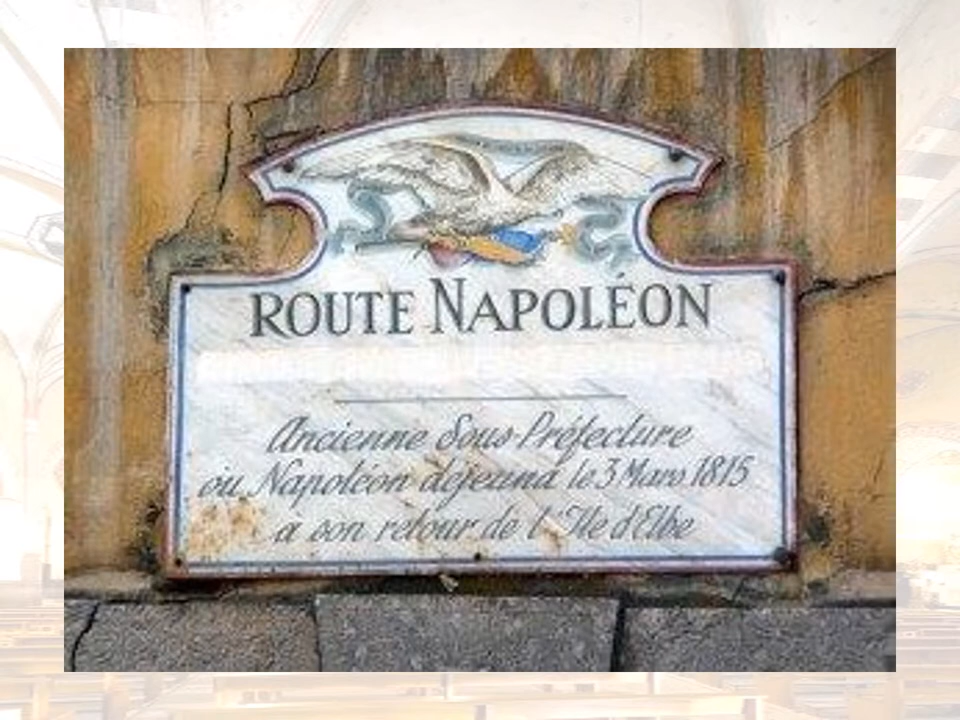 ROUTE NAPOLÉON
Ancienne Sous-Préfecture
où Napoléon déjeuna le 3 Mars 1815
a son retour de l'Ile d'Elbe